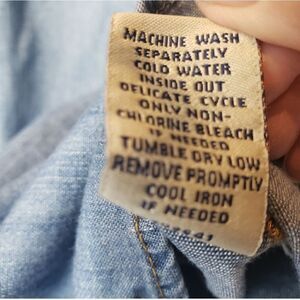 MACHINE WASH
SEPARATELY
COLD WATER
INSIDE OUT
DELICATE CYCLE
ONLY NON-
CHLORINE BLEACH
IF NEEDED
TUMBLE DRY LOW
REMOVE PROMPTLY
COOL IRON
IF NEEDED